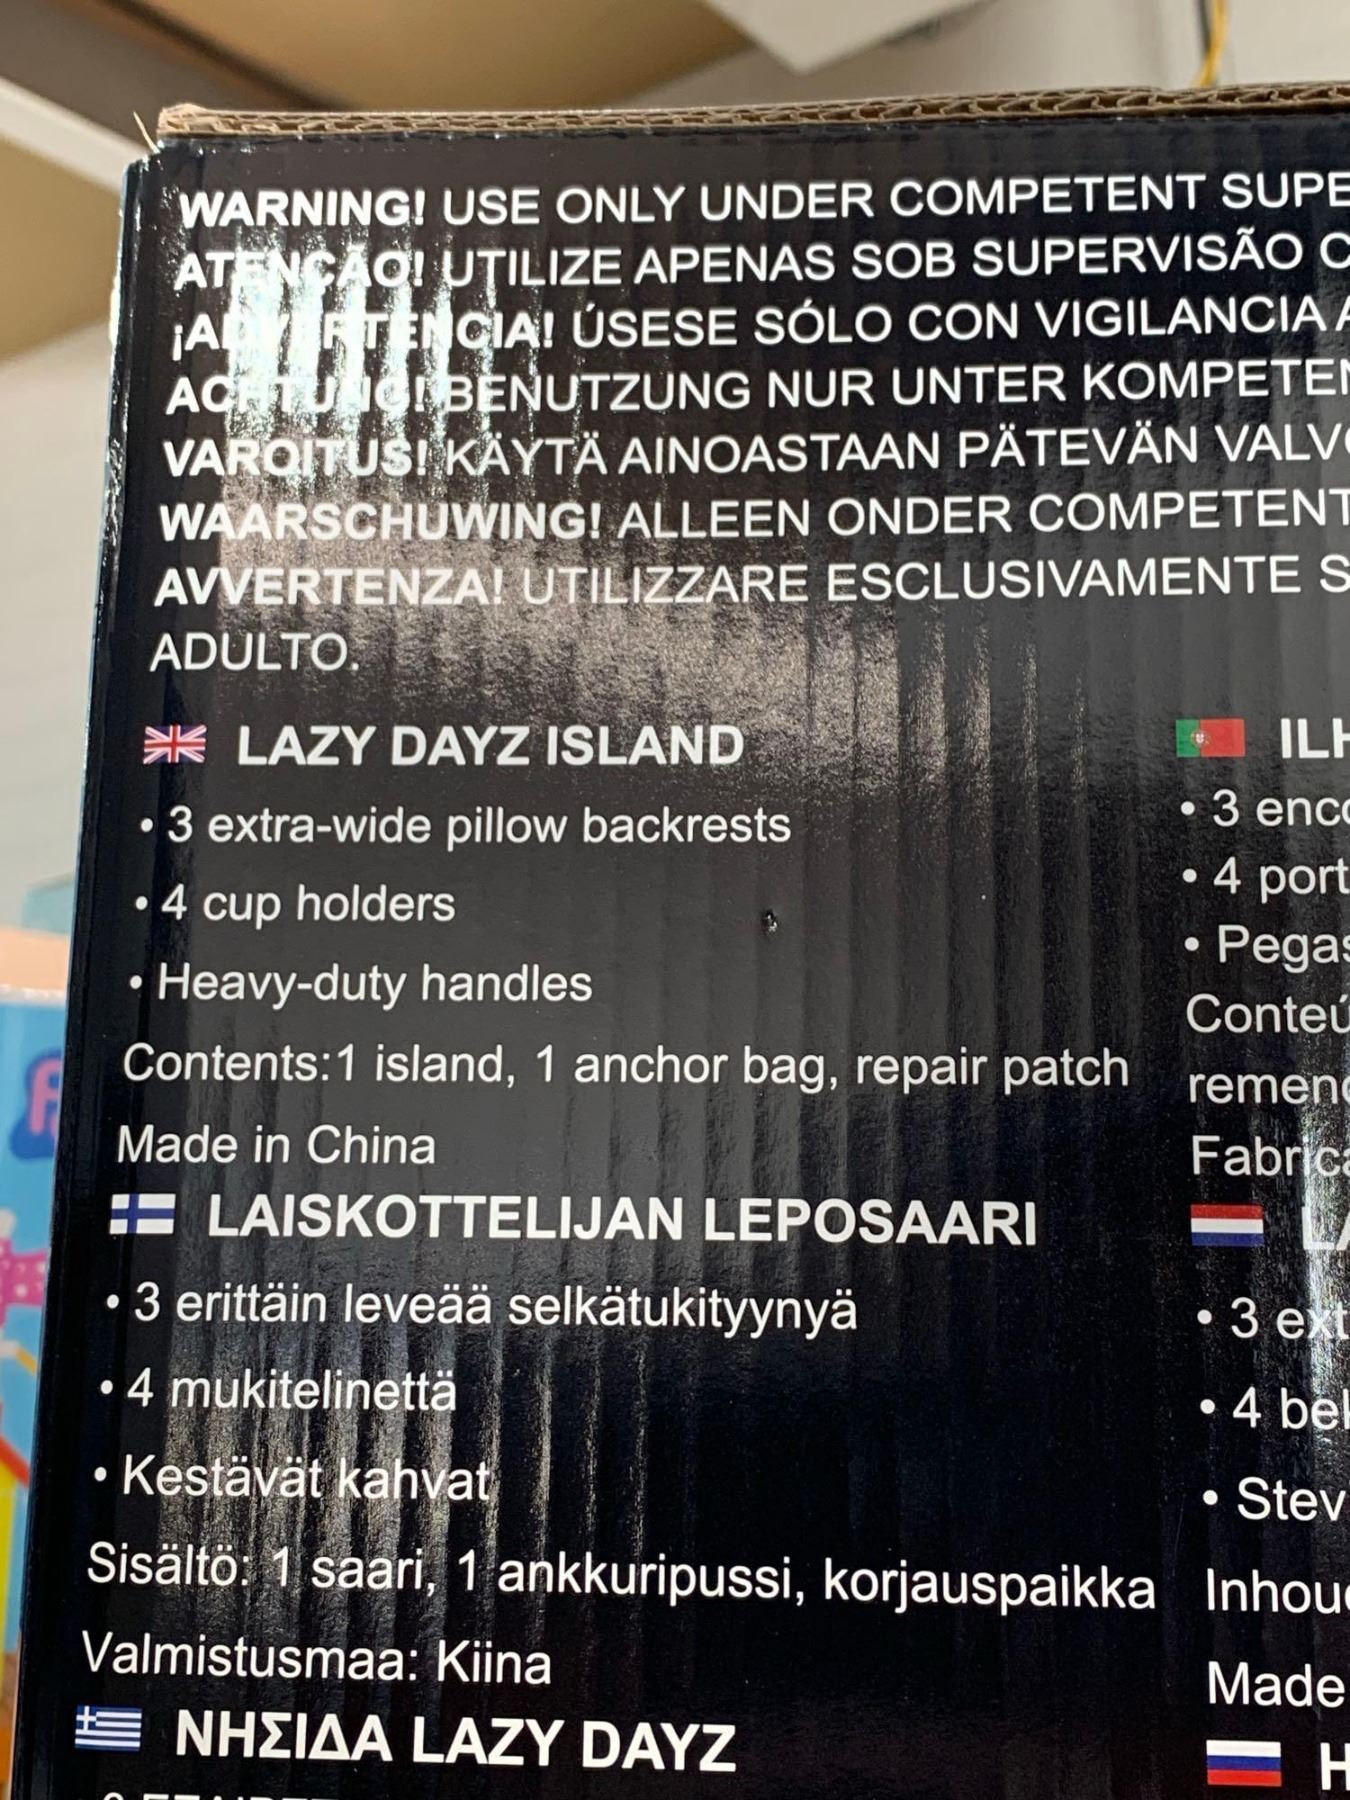 WARNING! USE ONLY UNDER COMPETENT
ATENÇÃO! UTILIZE APENAS SOB SUPERVISÃO
¡ADVERTENCIA! ÚSESE SÓLO CON VIGILANCIA
ACHTUNG! BENUTZUNG NUR UNTER
VAROITUS! KÄYTÄ AINOASTAAN PÄTEVÄN
WAARSCHUWING! ALLEEN ONDER COMPETENT
AVVERTENZA! UTILIZZARE ESCLUSIVAMENTE
ADULTO.
LAZY DAYZ ISLAND
• 3 extra-wide pillow backrests
• 4 cup holders
• Heavy-duty handles
Contents:1 island, 1 anchor bag, repair patch
Made in China
LAISKOTTELIJAN LEPOSAARI
• 3 erittäin leveää selkätukityynyä
• 4 mukitelinettä
• Kestävät kahvat
Sisältö: 1 saari, 1 ankkuripussi, korjauspaikka
Valmistusmaa: Kiina
ΝΗΣΙΔΑ LAZY DAYZ
• 3
• 4
Made
• 3
• 4